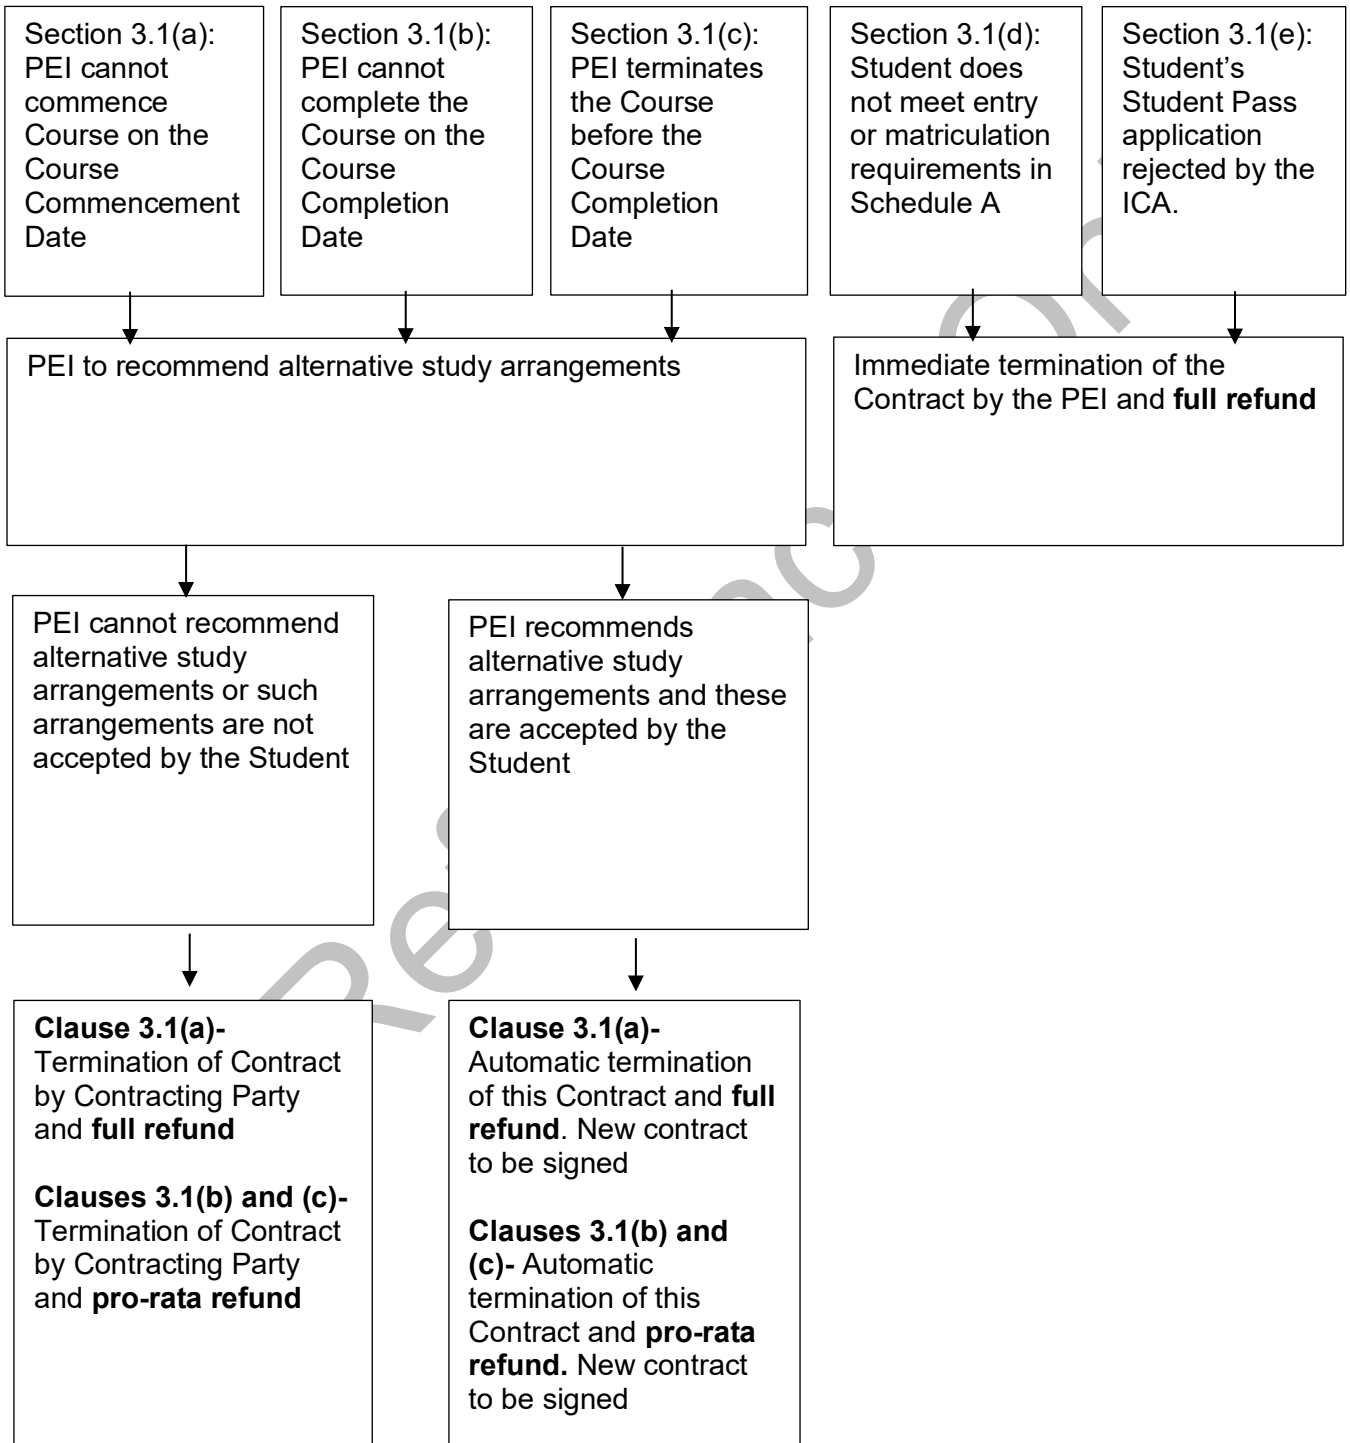 Section 3.1(a):
PEI cannot
commence
Course on the
Course
Commencement
Date
Section 3.1(b):
PEI cannot
complete the
Course on the
Course
Completion
Date
Section 3.1(c):
PEI terminates
the Course
before the
Course
Completion
Date
Section 3.1(d):
Student does
not meet entry
or matriculation
requirements in
Schedule A
Section 3.1(e):
Student’s
Student Pass
application
rejected by the
ICA.
PEI to recommend alternative study arrangements
Immediate termination of the
Contract by the PEI and full refund
PEI cannot recommend
alternative study
arrangements or such
arrangements are not
accepted by the Student
PEI recommends
alternative study
arrangements and these
are accepted by the
Student
Clause 3.1(a)-
Termination of Contract
by Contracting Party
and full refund
Clauses 3.1(b) and (c)-
Termination of Contract
by Contracting Party
and pro-rata refund
Clause 3.1(a)-
Automatic termination
of this Contract and full
refund. New contract
to be signed
Clauses 3.1(b) and
(c)- Automatic
termination of this
Contract and pro-rata
refund. New contract
to be signed